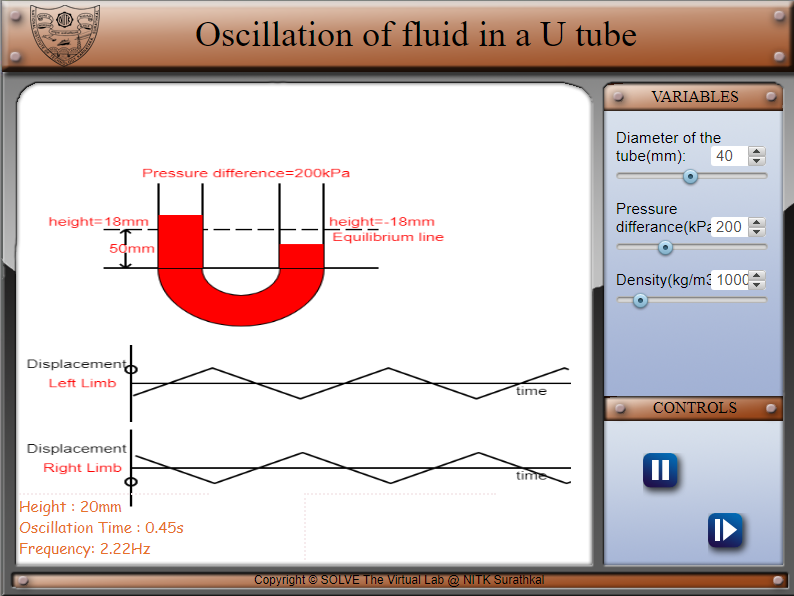 Oscillation of fluid in a U tube
VARIABLES
Diameter of the
tube(mm): 40
Pressure
differance(kPa 200
Density(kg/m3 1000
CONTROLS
Pressure difference=200kPa
height=18mm
height=-18mm
Equilibrium line
50mm
Displacement
Left Limb
time
Displacement
Right Limb
time
Height : 20mm
Oscillation Time : 0.45s
Frequency: 2.22Hz
Copyright © SOLVE The Virtual Lab @ NITK Surathkal